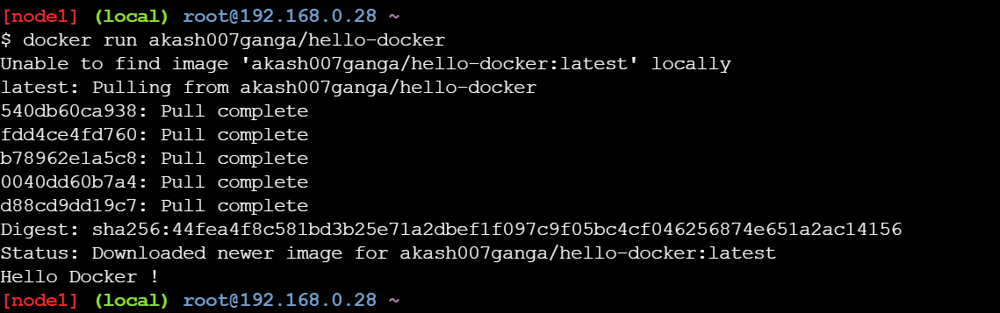 [node1] (local) root@192.168.0.28 ~
$ docker run akash007ganga/hello-docker
Unable to find image 'akash007ganga/hello-docker:latest' locally
latest: Pulling from akash007ganga/hello-docker
540db60ca938: Pull complete
fdd4ce4fd760: Pull complete
b78962e1a5c8: Pull complete
0040dd60b7a4: Pull complete
d88cd9dd19c7: Pull complete
Digest: sha256:44fea4f8c581bd3b25e71a2dbef1f097c9f05bc4cf046256874e651a2ac14156
Status: Downloaded newer image for akash007ganga/hello-docker:latest
Hello Docker !
[node1] (local) root@192.168.0.28 ~